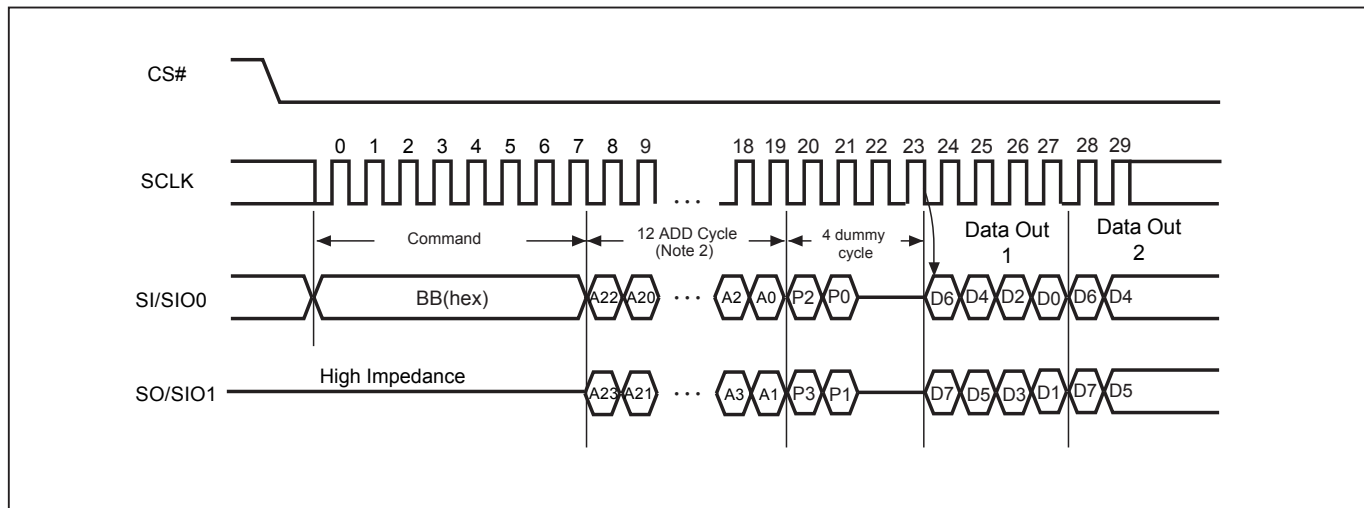 CS#
0 1 2 3 4 5 6 7 8 9 18 19 20 21 22 23 24 25 26 27 28 29
SCLK
...
Command
12 ADD Cycle
(Note 2)
4 dummy
cycle
Data Out
1
Data Out
2
SI/SIO0
BB(hex) A22 A20 ... A2 A0 P2 P0 D6 D4 D2 D0 D6 D4
High Impedance
SO/SIO1
A23 A21 ... A3 A1 P3 P1 D7 D5 D3 D1 D7 D5